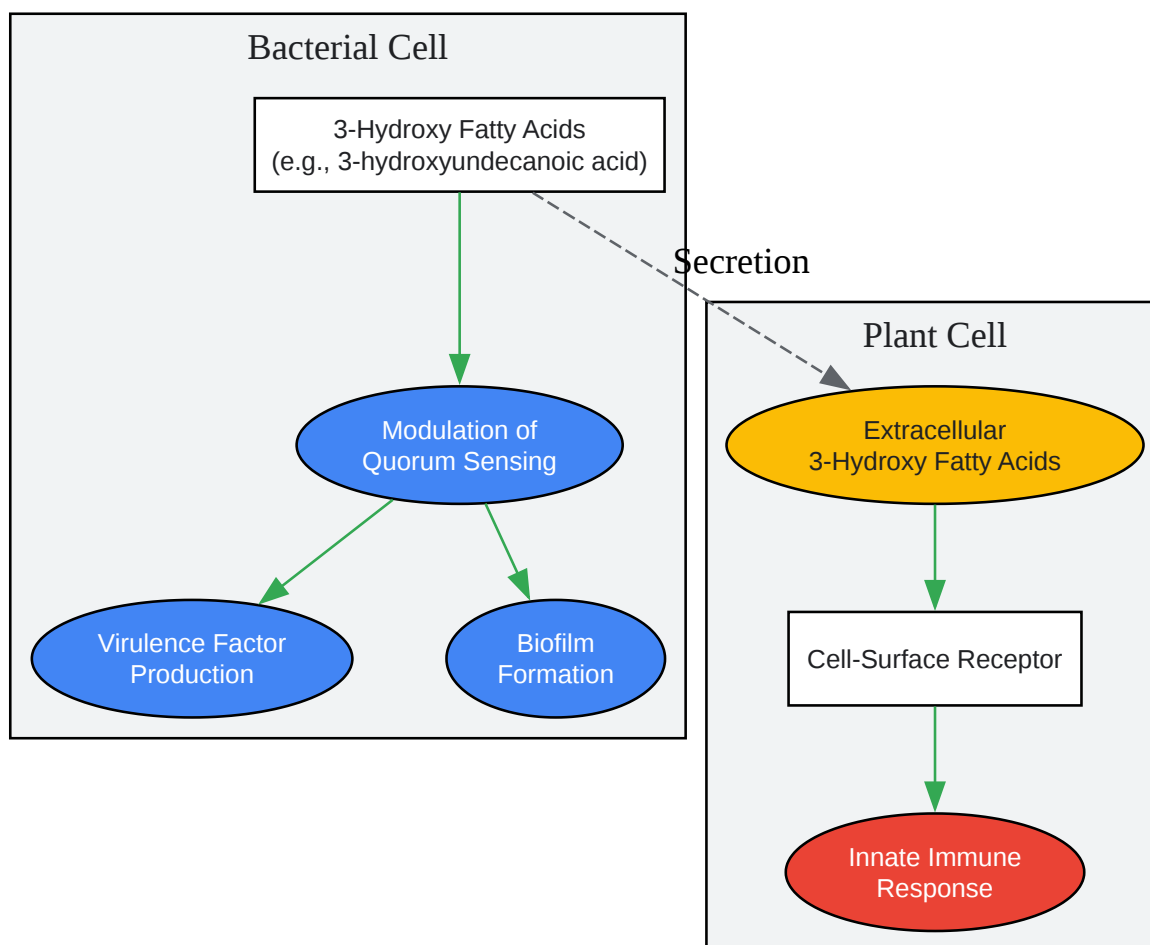 Bacterial Cell
3-Hydroxy Fatty Acids
(e.g., 3-hydroxyundecanoic acid)
Secretion
Plant Cell
Modulation of
Quorum Sensing
Extracellular
3-Hydroxy Fatty Acids
Virulence Factor
Production
Biofilm
Formation
Cell-Surface Receptor
Innate Immune
Response